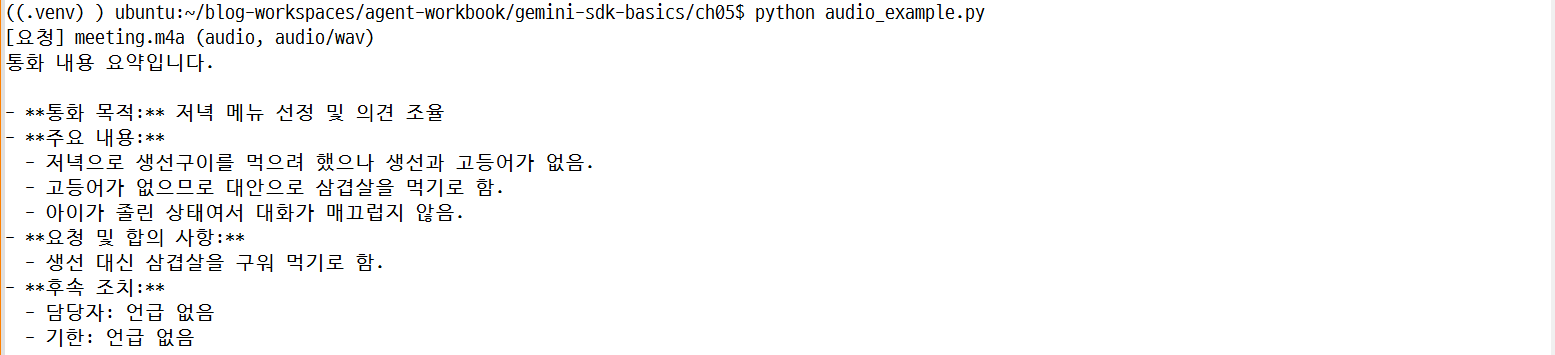 ((.venv) ) ubuntu:~/blog-workspaces/agent-workbook/gemini-sdk-basics/ch05$ python audio_example.py
[요청] meeting.m4a (audio, audio/wav)
통화 내용 요약입니다.

- **통화 목적:** 저녁 메뉴 선정 및 의견 조율
- **주요 내용:**
  - 저녁으로 생선구이를 먹으려 했으나 생선과 고등어가 없음.
  - 고등어가 없으므로 대안으로 삼겹살을 먹기로 함.
  - 아이가 졸린 상태여서 대화가 매끄럽지 않음.
- **요청 및 합의 사항:**
  - 생선 대신 삼겹살을 구워 먹기로 함.
- **후속 조치:**
  - 담당자: 언급 없음
  - 기한: 언급 없음